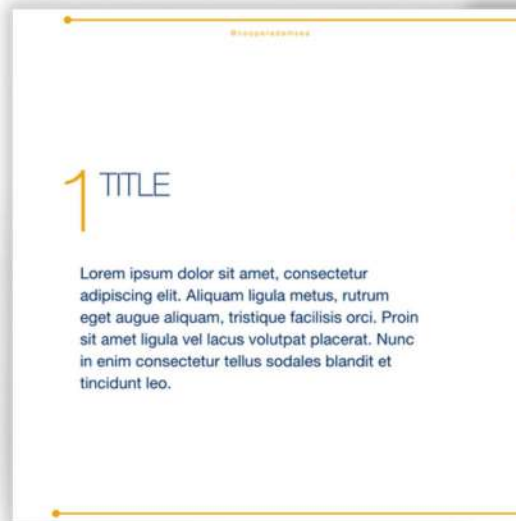 1 TITLE
Lorem ipsum dolor sit amet, consectetur
adipiscing elit. Aliquam ligula metus, rutrum
eget augue aliquam, tristique facilisis orci. Proin
sit amet ligula vel lacus volutpat placerat. Nunc
in enim consectetur tellus sodales blandit et
tincidunt leo.